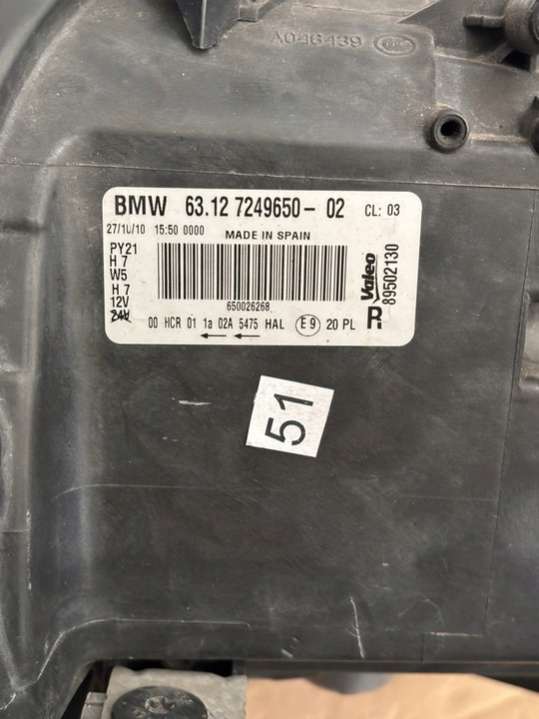 A046439
BMW 63.12 7249650- 02 CL: 03
27/10/10 15:50 0000 MADE IN SPAIN
PY21
H 7
W5
H 7
12V
24V
650026268
00 HCR 01 1a 02A 5475 HAL E9 20 PL
Valeo
89502130
R
51